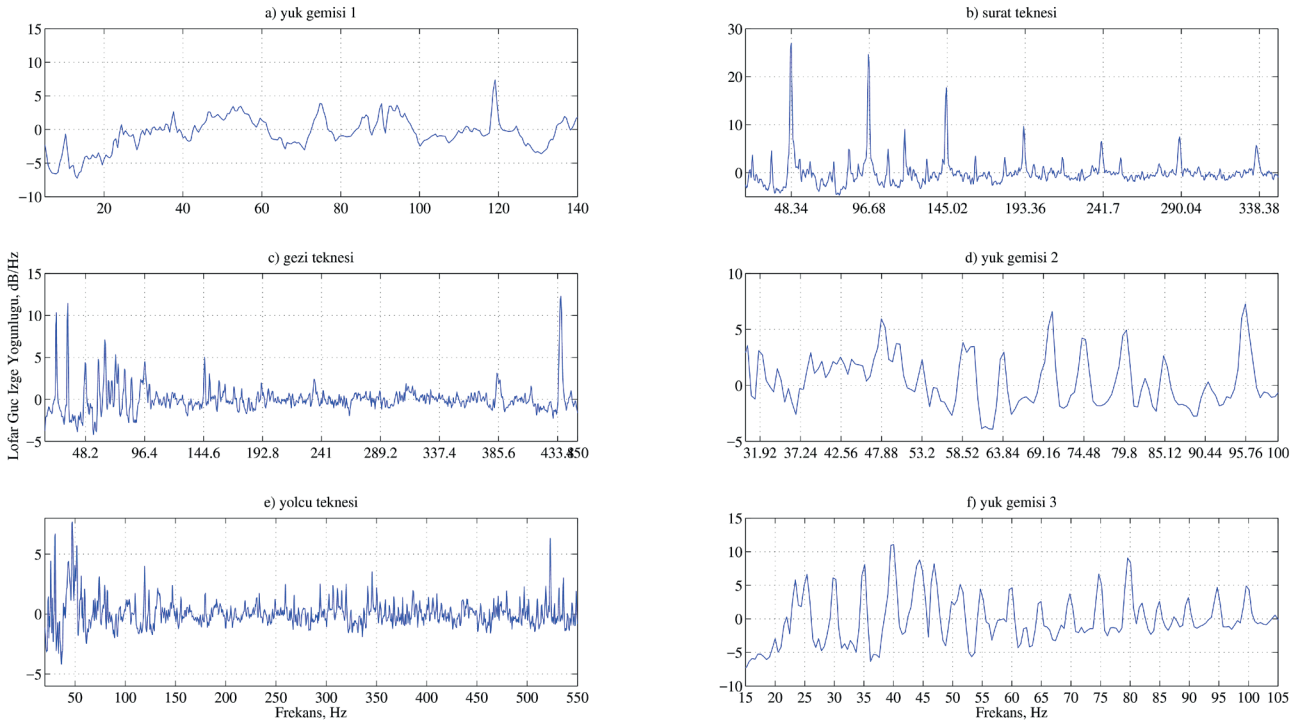 a) yuk gemisi 1
15
10
5
0
−5
−10
20 40 60 80 100 120 140
b) surat teknesi
30
20
10
0
48.34 96.68 145.02 193.36 241.7 290.04 338.38
Lofar Guc Izge Yogunlugu, dB/Hz
c) gezi teknesi
15
10
5
0
−5
48.2 96.4 144.6 192.8 241 289.2 337.4 385.6 433.8 450
d) yuk gemisi 2
10
5
0
−5
31.92 37.24 42.56 47.88 53.2 58.52 63.84 69.16 74.48 79.8 85.12 90.44 95.76 100
e) yolcu teknesi
5
0
−5
50 100 150 200 250 300 350 400 450 500 550
Frekans, Hz
f) yuk gemisi 3
15
10
5
0
−5
−10
15 20 25 30 35 40 45 50 55 60 65 70 75 80 85 90 95 100 105
Frekans, Hz